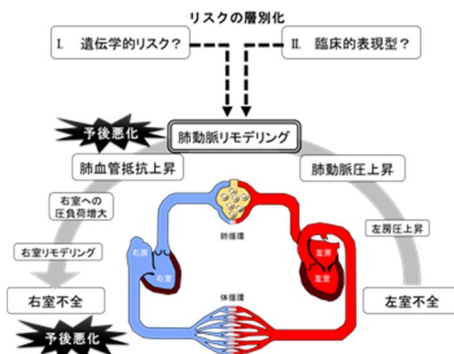 リスクの層別化
I. 遺伝学的リスク？
II. 臨床的表現型？
予後悪化
肺動脈リモデリング
肺血管抵抗上昇
肺動脈圧上昇
右室への
圧負荷増大
肺循環
右房
左房
左房圧上昇
右室リモデリング
右室
左室
右室不全
体循環
左室不全
予後悪化